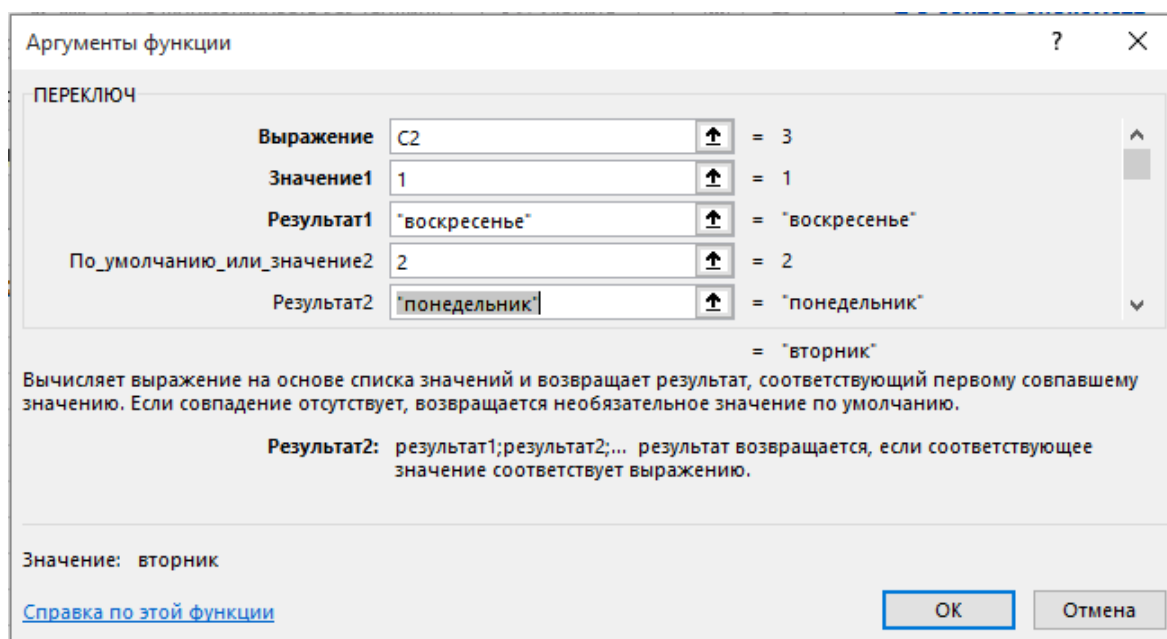 Аргументы функции ? ×
ПЕРЕКЛЮЧ
Выражение C2 = 3
Значение1 1 = 1
Результат1 "воскресенье" = "воскресенье"
По_умолчанию_или_значение2 2 = 2
Результат2 "понедельник" = "понедельник"
= "вторник"
Вычисляет выражение на основе списка значений и возвращает результат, соответствующий первому совпавшему
значению. Если совпадение отсутствует, возвращается необязательное значение по умолчанию.
Результат2: результат1;результат2;... результат возвращается, если соответствующее
значение соответствует выражению.
Значение: вторник
Справка по этой функции ОК Отмена